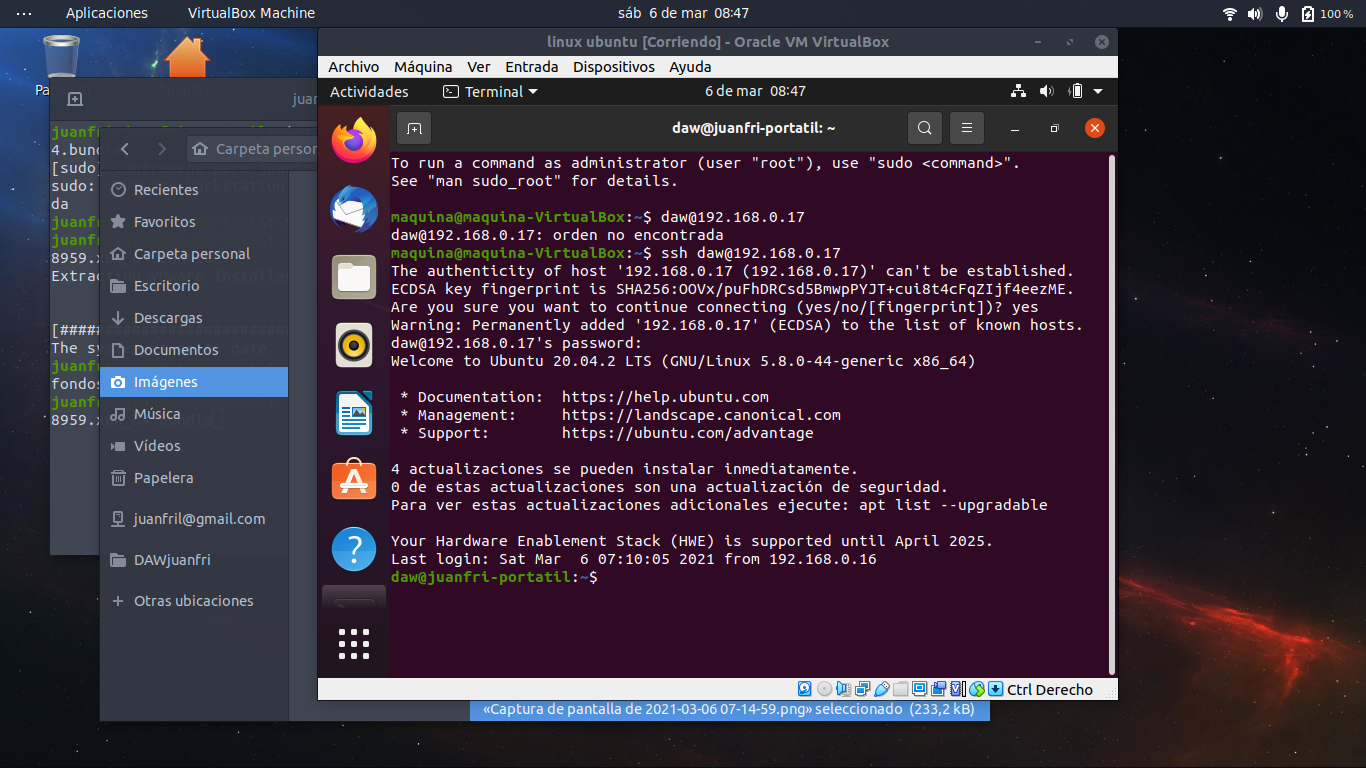 Aplicaciones VirtualBox Machine sáb 6 de mar 08:47 100 %
linux ubuntu [Corriendo] - Oracle VM VirtualBox
Archivo Máquina Ver Entrada Dispositivos Ayuda
Actividades Terminal 6 de mar 08:47
daw@juanfri-portatil: ~
To run a command as administrator (user "root"), use "sudo <command>".
See "man sudo_root" for details.
maquina@maquina-VirtualBox:~$ daw@192.168.0.17
daw@192.168.0.17: orden no encontrada
maquina@maquina-VirtualBox:~$ ssh daw@192.168.0.17
The authenticity of host '192.168.0.17 (192.168.0.17)' can't be established.
ECDSA key fingerprint is SHA256:OOVx/puFhDRCsd5BmwpPYJT+cui8t4cFqZIjf4eezME.
Are you sure you want to continue connecting (yes/no/[fingerprint])? yes
Warning: Permanently added '192.168.0.17' (ECDSA) to the list of known hosts.
daw@192.168.0.17's password:
Welcome to Ubuntu 20.04.2 LTS (GNU/Linux 5.8.0-44-generic x86_64)
* Documentation: https://help.ubuntu.com
* Management: https://landscape.canonical.com
* Support: https://ubuntu.com/advantage
4 actualizaciones se pueden instalar inmediatamente.
0 de estas actualizaciones son una actualización de seguridad.
Para ver estas actualizaciones adicionales ejecute: apt list --upgradable
Your Hardware Enablement Stack (HWE) is supported until April 2025.
Last login: Sat Mar 6 07:10:05 2021 from 192.168.0.16
daw@juanfri-portatil:~$
Ctrl Derecho
Carpeta person
Recientes
Favoritos
Carpeta personal
Escritorio
Descargas
Documentos
Imágenes
Música
Vídeos
Papelera
juanfril@gmail.com
DAWjuanfri
Otras ubicaciones
«Captura de pantalla de 2021-03-06 07-14-59.png» seleccionado (233,2 kB)
juan
juanf
4.bund
[sudo]
sudo:
da
juanf
juanf
8959.x
Extrac
[####
The sy
juanf
fondos
juanf
8959.x